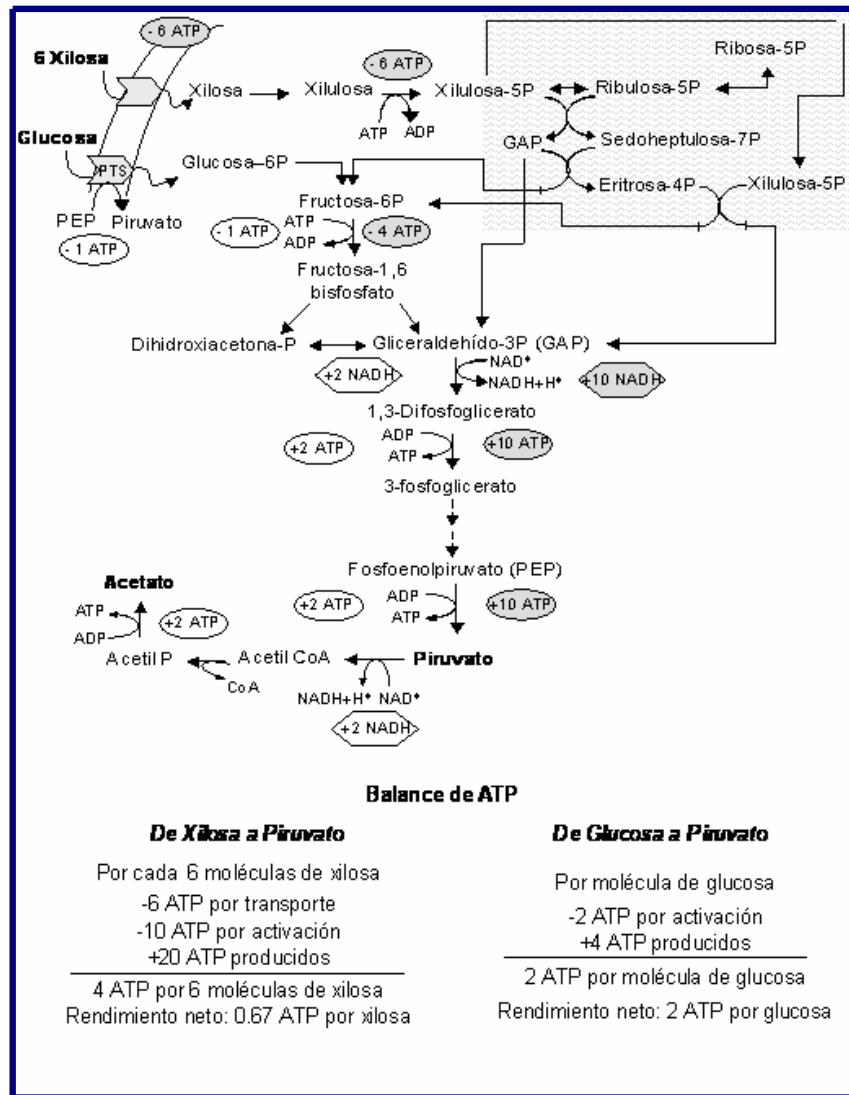 - 6 ATP
6 Xilosa
Xilosa
Xilulosa
- 6 ATP
ATP
ADP
Xilulosa-5P
Ribulosa-5P
Ribosa-5P
GAP
Sedoheptulosa-7P
Eritrosa-4P
Xilulosa-5P
Glucosa
PTS
Glucosa–6P
PEP
Piruvato
- 1 ATP
Fructosa-6P
- 1 ATP
ATP
ADP
- 4 ATP
Fructosa-1,6
bisfosfato
Dihidroxiacetona-P
Gliceraldehído-3P (GAP)
+2 NADH
NAD⁺
NADH+H⁺
+10 NADH
1,3-Difosfoglicerato
+2 ATP
ADP
ATP
+10 ATP
3-fosfoglicerato
Fosfoenolpiruvato (PEP)
+2 ATP
ADP
ATP
+10 ATP
Acetato
ATP
ADP
+2 ATP
Acetil P
CoA
Acetil CoA
Piruvato
NADH+H⁺ NAD⁺
+2 NADH
Balance de ATP
De Xilosa a Piruvato
Por cada 6 moléculas de xilosa
-6 ATP por transporte
-10 ATP por activación
+20 ATP producidos
4 ATP por 6 moléculas de xilosa
Rendimiento neto: 0.67 ATP por xilosa
De Glucosa a Piruvato
Por molécula de glucosa
-2 ATP por activación
+4 ATP producidos
2 ATP por molécula de glucosa
Rendimiento neto: 2 ATP por glucosa